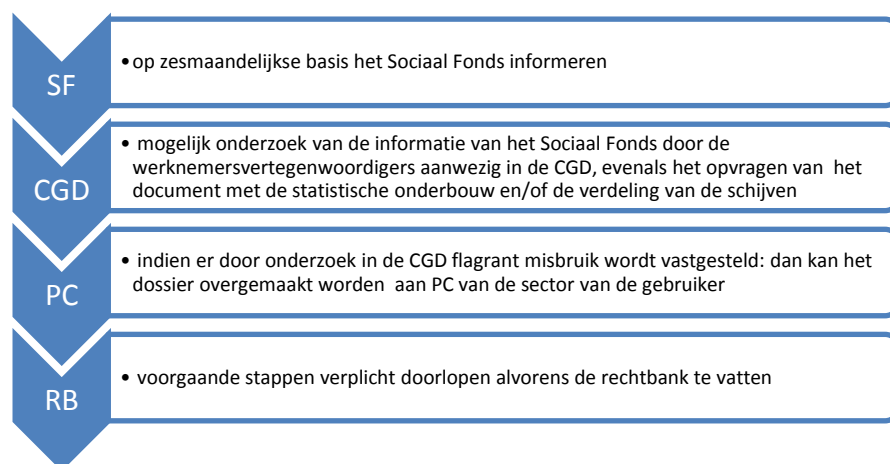 SF
• op zesmaandelijkse basis het Sociaal Fonds informeren
CGD
• mogelijk onderzoek van de informatie van het Sociaal Fonds door de
werknemersvertegenwoordigers aanwezig in de CGD, evenals het opvragen van het
document met de statistische onderbouw en/of de verdeling van de schijven
PC
• indien er door onderzoek in de CGD flagrant misbruik wordt vastgesteld: dan kan het
dossier overgemaakt worden aan PC van de sector van de gebruiker
RB
• voorgaande stappen verplicht doorlopen alvorens de rechtbank te vatten